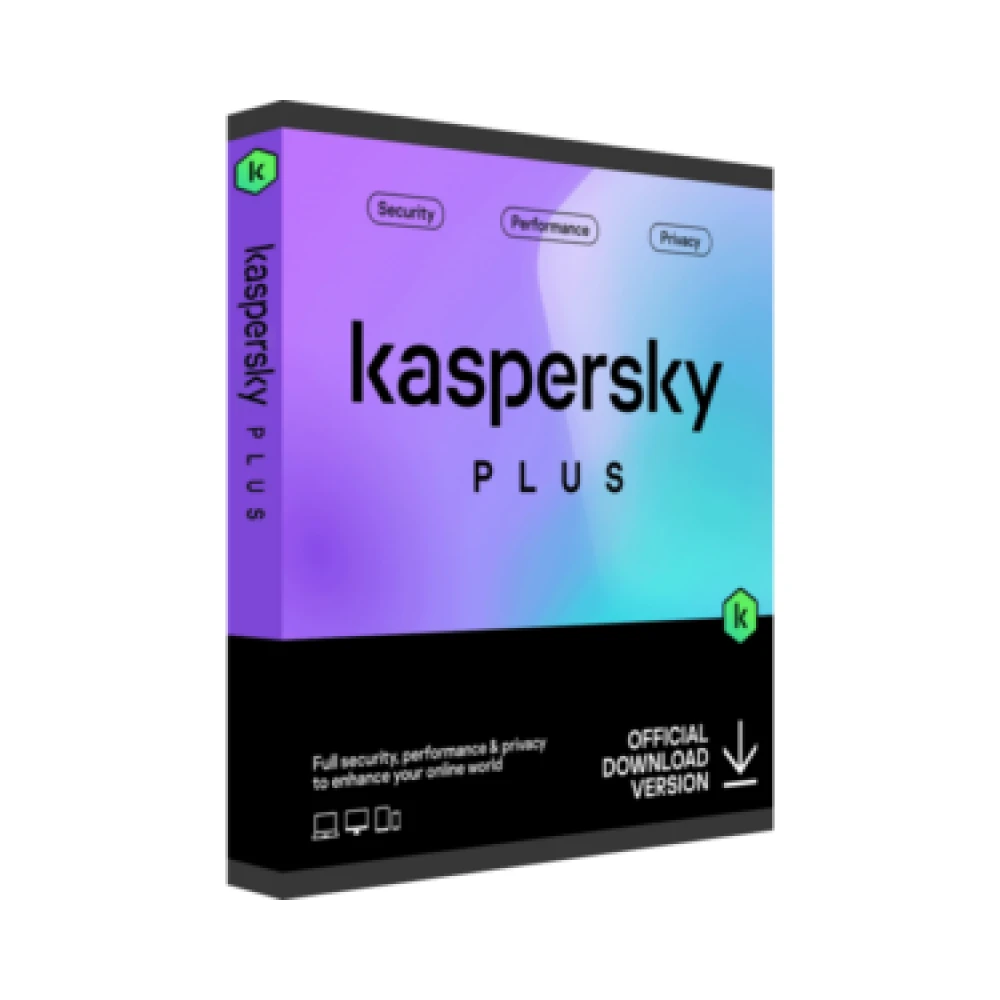 k
kaspersky PLUS
Security
Performance
Privacy
kaspersky
PLUS
k
Full security, performance & privacy
to enhance your online world
OFFICIAL
DOWNLOAD
VERSION